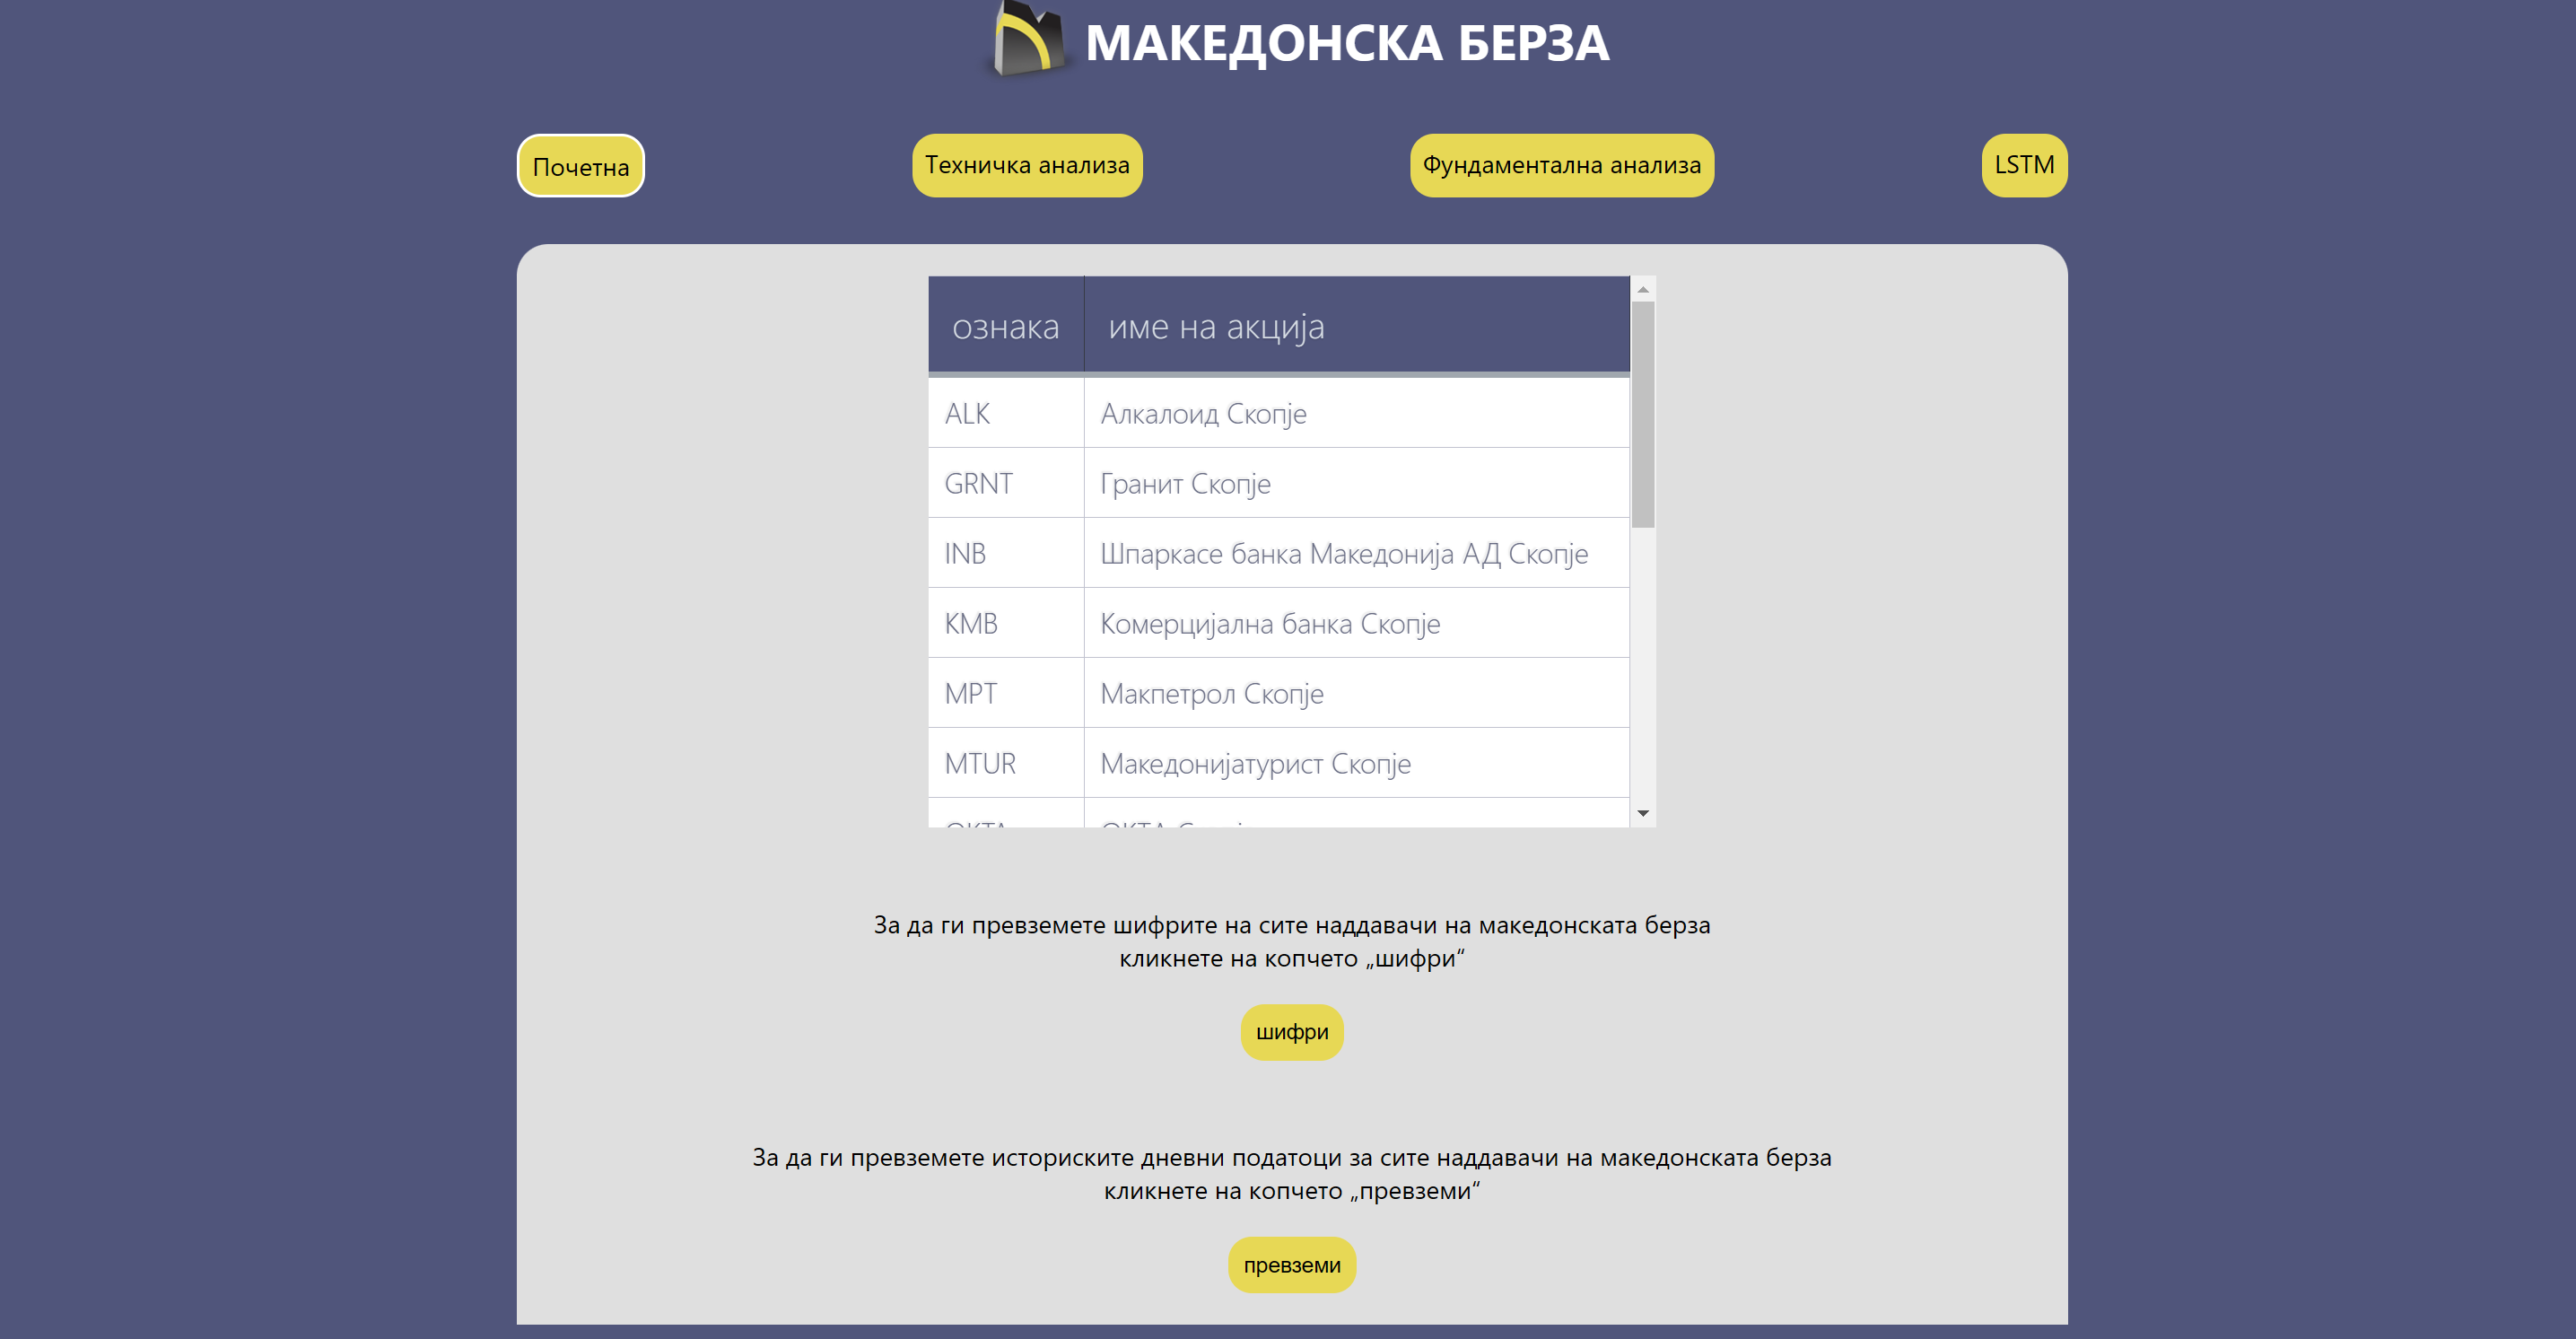 МАКЕДОНСКА БЕРЗА
Почетна
Техничка анализа
Фундаментална анализа
LSTM
ознака име на акција
ALK Алкалоид Скопје
GRNT Гранит Скопје
INB Шпаркасе банка Македонија АД Скопје
KMB Комерцијална банка Скопје
MPT Макпетрол Скопје
MTUR Македонијатурист Скопје
За да ги превземете шифрите на сите наддавачи на македонската берза
кликнете на копчето „шифри“
шифри
За да ги превземете историските дневни податоци за сите наддавачи на македонската берза
кликнете на копчето „превземи“
превземи